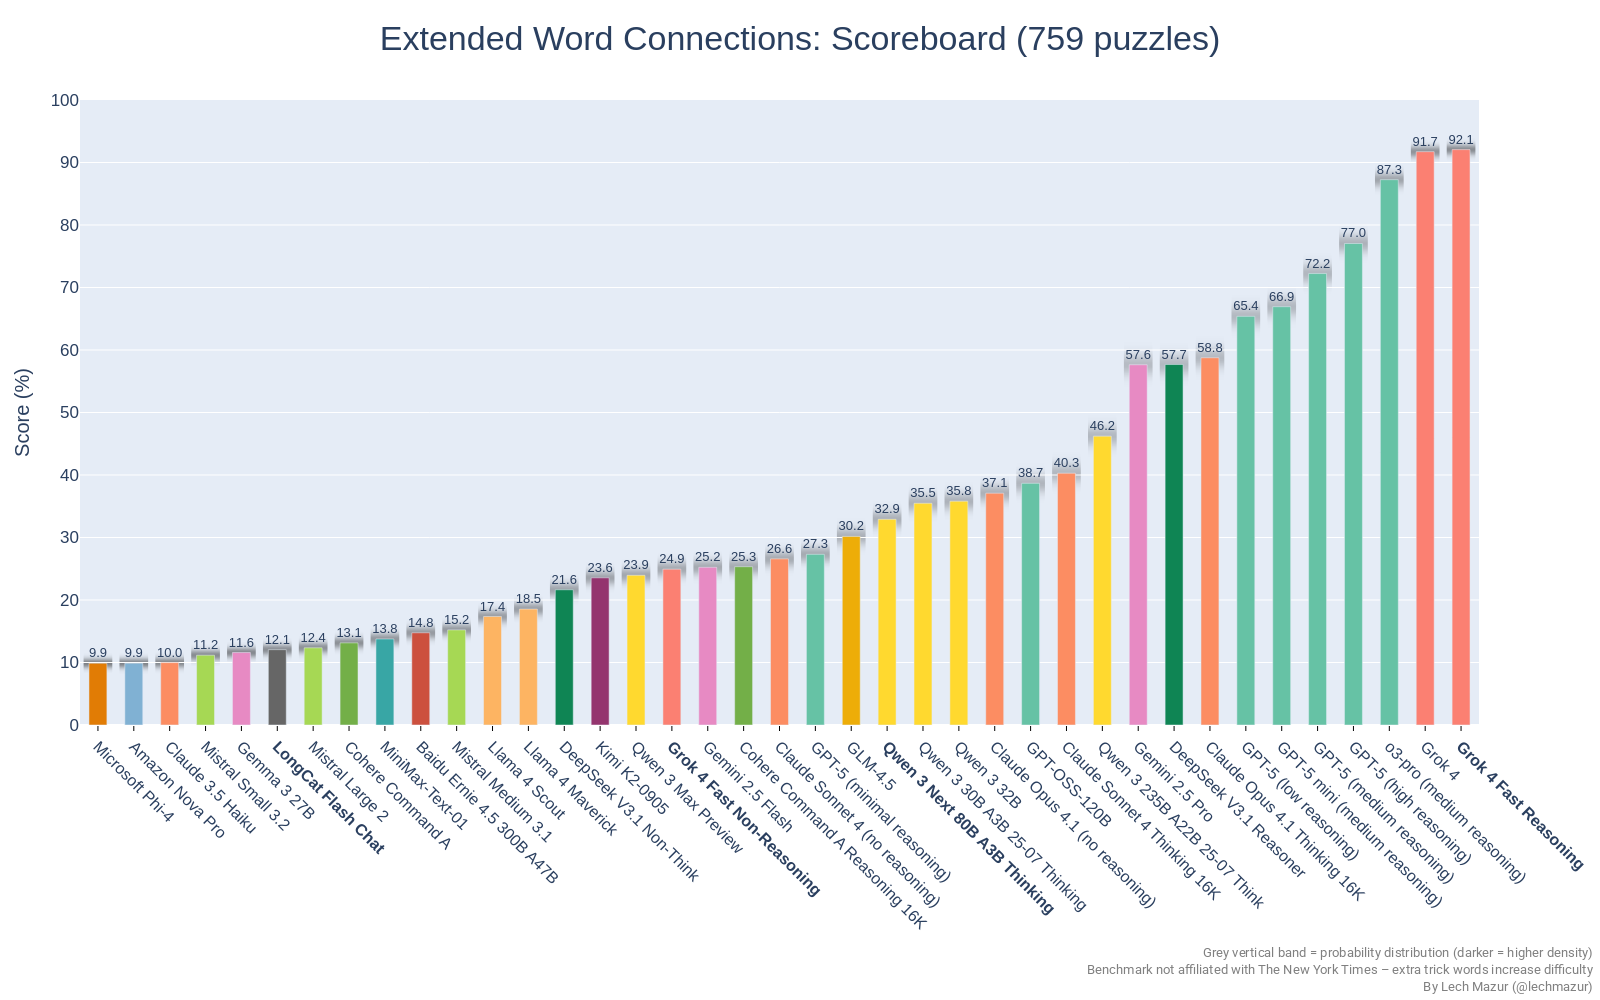 Extended Word Connections: Scoreboard (759 puzzles)
Score (%)
100
90
80
70
60
50
40
30
20
10
0
9.9
9.9
10.0
11.2
11.6
12.1
12.4
13.1
13.8
14.8
15.2
17.4
18.5
21.6
23.6
23.9
24.9
25.2
25.3
26.6
27.3
30.2
32.9
35.5
35.8
37.1
38.7
40.3
46.2
57.6
57.7
58.8
65.4
66.9
72.2
77.0
87.3
91.7
92.1
Microsoft Phi-4
Amazon Nova Pro
Claude 3.5 Haiku
Mistral Small 3.2
Gemma 3 27B
LongCat Flash Chat
Mistral Large 2
Cohere Command A
MiniMax-Text-01
Baidu Ernie 4.5 300B A47B
Mistral Medium 3.1
Llama 4 Scout
Llama 4 Maverick
DeepSeek V3.1 Non-Think
Kimi K2-0905
Qwen 3 Max Preview
Grok 4 Fast Non-Reasoning
Gemini 2.5 Flash
Cohere Command A Reasoning 16K
Claude Sonnet 4 (no reasoning)
GPT-5 (minimal reasoning)
GLM-4.5
Qwen 3 Next 80B A3B Thinking
Qwen 3 30B A3B 25-07 Thinking
Qwen 3 32B
Claude Opus 4.1 (no reasoning)
GPT-OSS-120B
Claude Sonnet 4 Thinking 16K
Qwen 3 235B A22B 25-07 Think
Gemini 2.5 Pro
DeepSeek V3.1 Reasoner
Claude Opus 4.1 Thinking 16K
GPT-5 (low reasoning)
GPT-5 mini (medium reasoning)
GPT-5 (medium reasoning)
GPT-5 (high reasoning)
o3-pro (medium reasoning)
Grok 4
Grok 4 Fast Reasoning
Grey vertical band = probability distribution (darker = higher density)
Benchmark not affiliated with The New York Times – extra trick words increase difficulty
By Lech Mazur (@lechmazur)